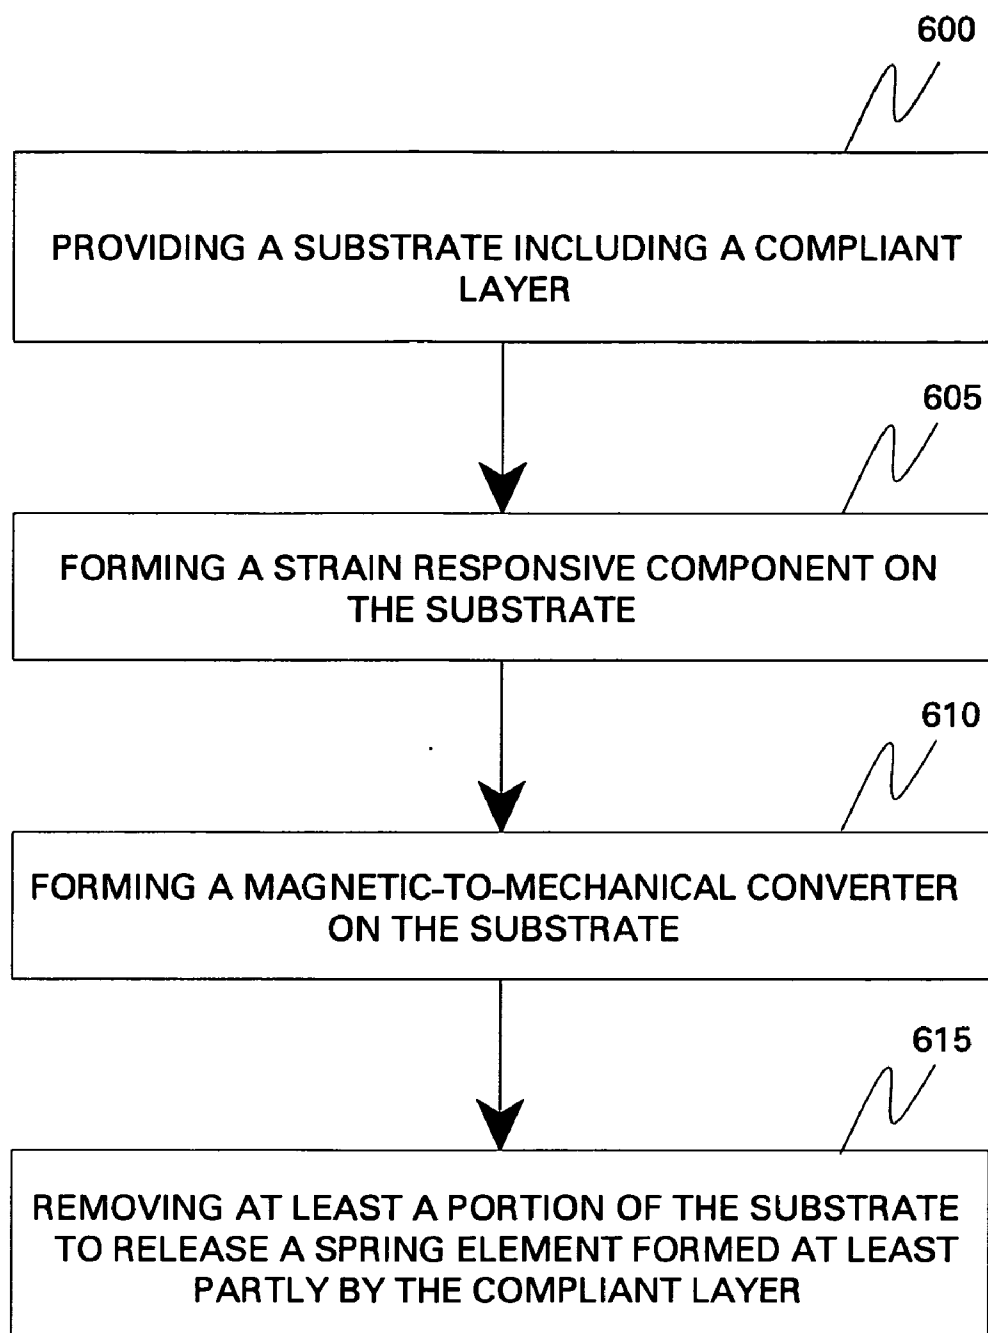 600
PROVIDING A SUBSTRATE INCLUDING A COMPLIANT
LAYER
605
FORMING A STRAIN RESPONSIVE COMPONENT ON
THE SUBSTRATE
610
FORMING A MAGNETIC-TO-MECHANICAL CONVERTER
ON THE SUBSTRATE
615
REMOVING AT LEAST A PORTION OF THE SUBSTRATE
TO RELEASE A SPRING ELEMENT FORMED AT LEAST
PARTLY BY THE COMPLIANT LAYER